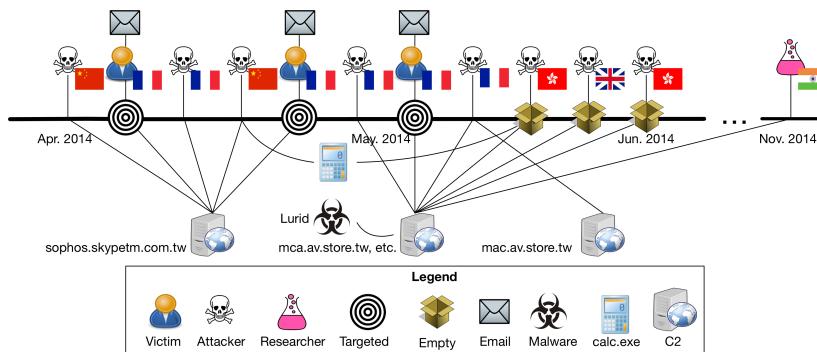 Apr. 2014
May. 2014
Jun. 2014
...
Nov. 2014
Lurid
sophos.skypetm.com.tw
mca.av.store.tw, etc.
mac.av.store.tw
Legend
Victim
Attacker
Researcher
Targeted
Empty
Email
Malware
calc.exe
C2